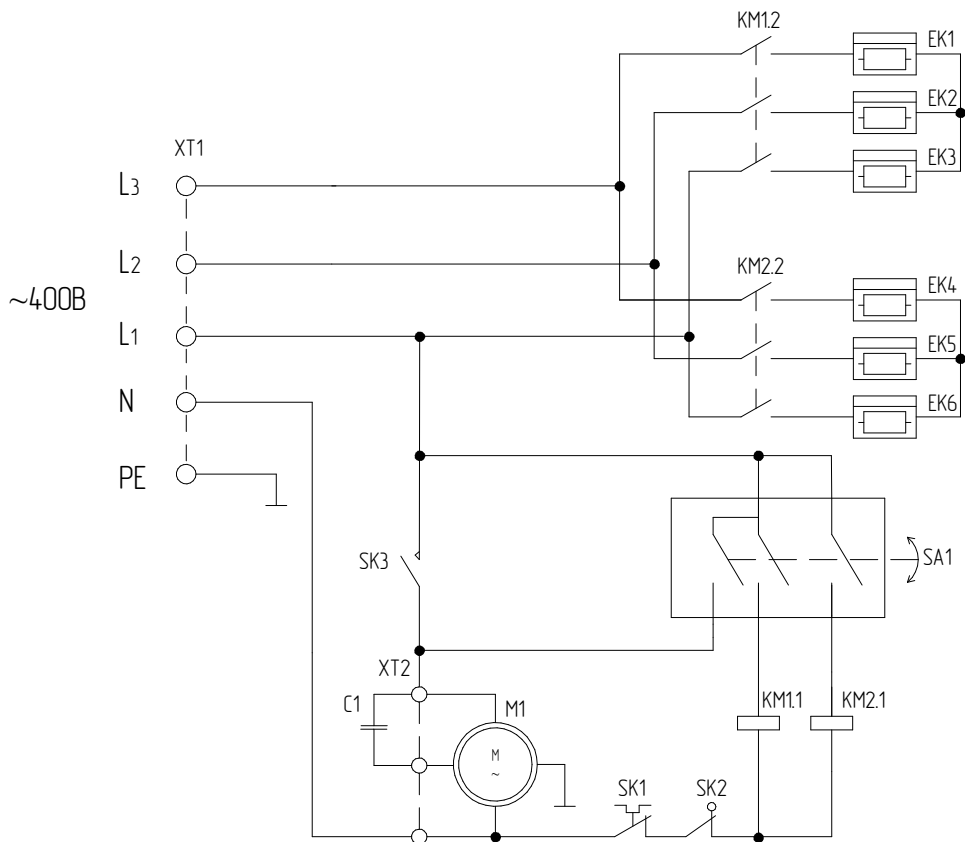 KM1.2
EK1
EK2
EK3
XT1
L3
L2
~400В
L1
N
PE
KM2.2
EK4
EK5
EK6
SK3
SA1
XT2
C1
M1
M
~
KM1.1
KM2.1
SK1
SK2